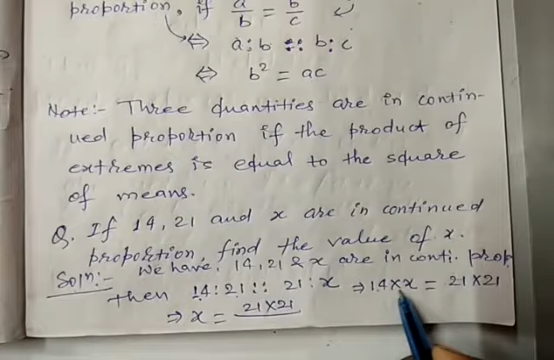 proportion, if a/b = b/c
⇔ a:b :: b:c
⇔ b² = ac
Note:- Three quantities are in contin-
ued proportion if the product of
extremes is equal to the square
of means.
Q. If 14, 21 and x are in continued
proportion, find the value of x.
Soln:- We have, 14, 21 & x are in conti. prop
then 14:21 :: 21:x ⇒ 14×x = 21×21
⇒ x = 21×21